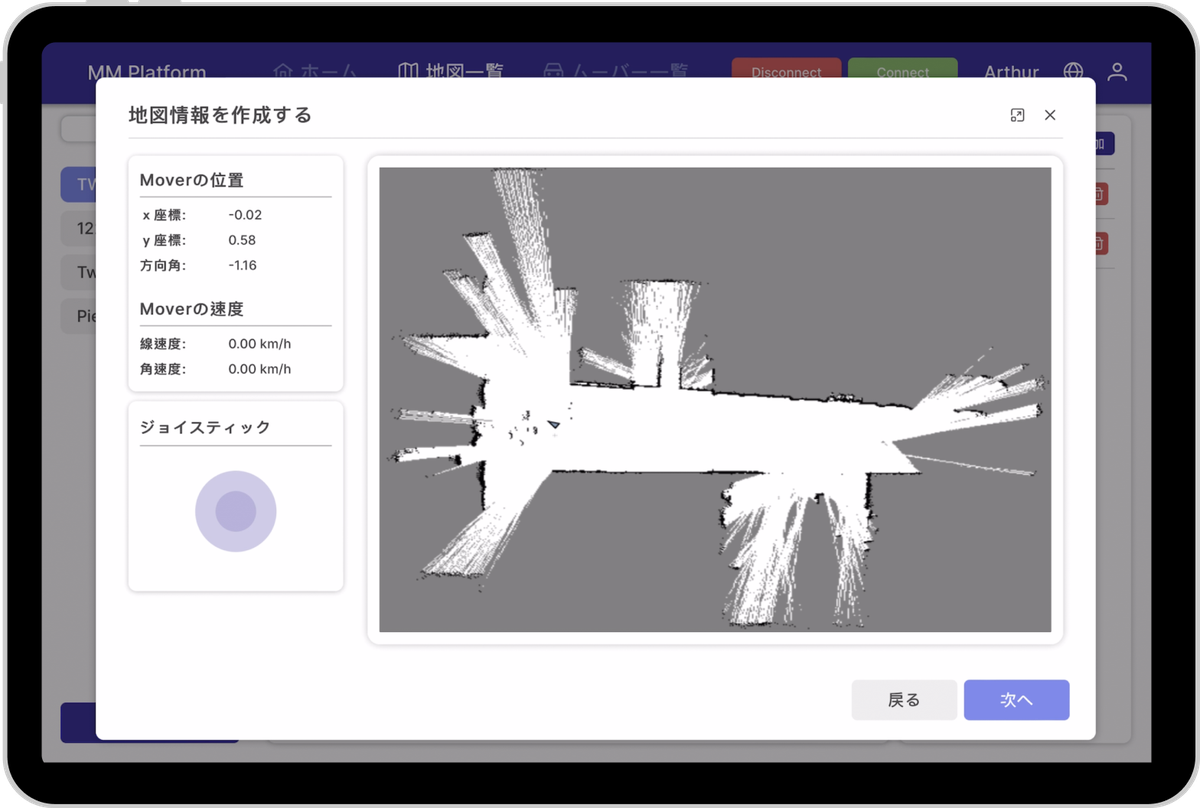 MM Platform ホーム 地図一覧 ムーバー一覧 Disconnect Connect Arthur
地図情報を作成する
加
TW
12
Tw
Pie
Moverの位置
x 座標: -0.02
y 座標: 0.58
方向角: -1.16
Moverの速度
線速度: 0.00 km/h
角速度: 0.00 km/h
ジョイスティック
戻る 次へ